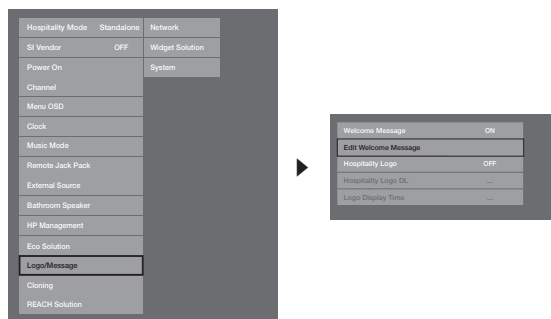 Hospitality Mode Standalone Network
SI Vendor OFF Widget Solution
Power On System
Channel
Menu OSD
Clock
Music Mode
Remote Jack Pack
External Source
Bathroom Speaker
HP Management
Eco Solution
Logo/Message
Cloning
REACH Solution
Welcome Message ON
Edit Welcome Message
Hospitality Logo OFF
Hospitality Logo DL ...
Logo Display Time ...